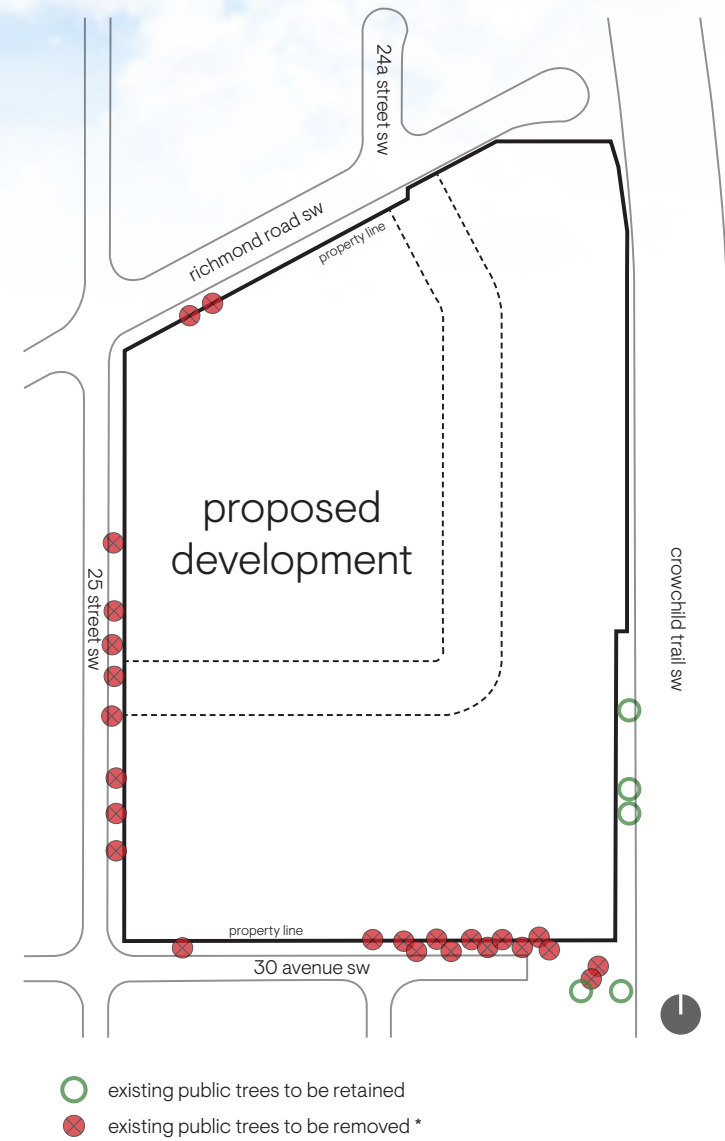 24a street sw
richmond road sw
property line
proposed
development
25 street sw
crowchild trail sw
property line
30 avenue sw
existing public trees to be retained
existing public trees to be removed *